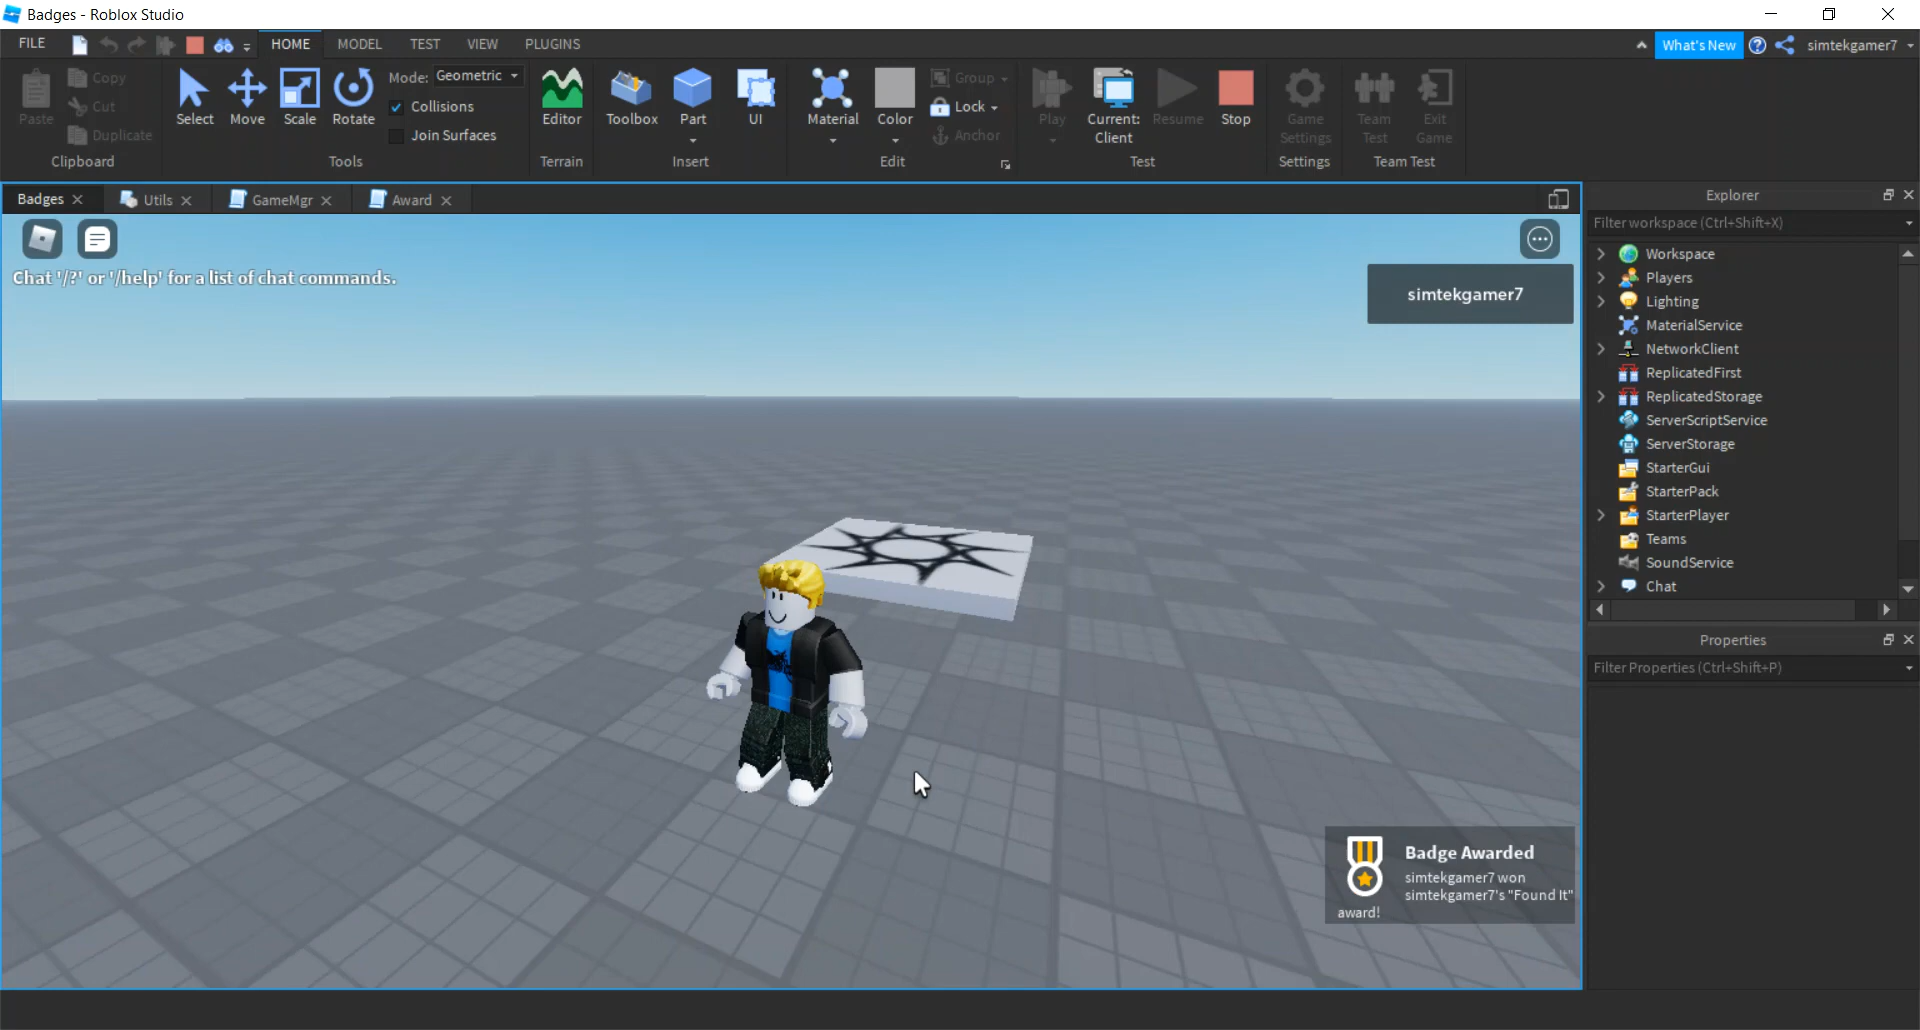 Badges - Roblox Studio
FILE
HOME
MODEL
TEST
VIEW
PLUGINS
What's New
simtekgamer7
Paste
Copy
Cut
Duplicate
Clipboard
Select
Move
Scale
Rotate
Mode: Geometric
Collisions
Join Surfaces
Tools
Editor
Terrain
Toolbox
Part
UI
Insert
Material
Color
Group
Lock
Anchor
Edit
Play
Current:
Client
Resume
Stop
Test
Game
Settings
Settings
Team
Test
Exit
Game
Team Test
Badges
Utils
GameMgr
Award
Chat '/?' or '/help' for a list of chat commands.
simtekgamer7
Badge Awarded
simtekgamer7 won
simtekgamer7's "Found It"
award!
Explorer
Filter workspace (Ctrl+Shift+X)
Workspace
Players
Lighting
MaterialService
NetworkClient
ReplicatedFirst
ReplicatedStorage
ServerScriptService
ServerStorage
StarterGui
StarterPack
StarterPlayer
Teams
SoundService
Chat
Properties
Filter Properties (Ctrl+Shift+P)